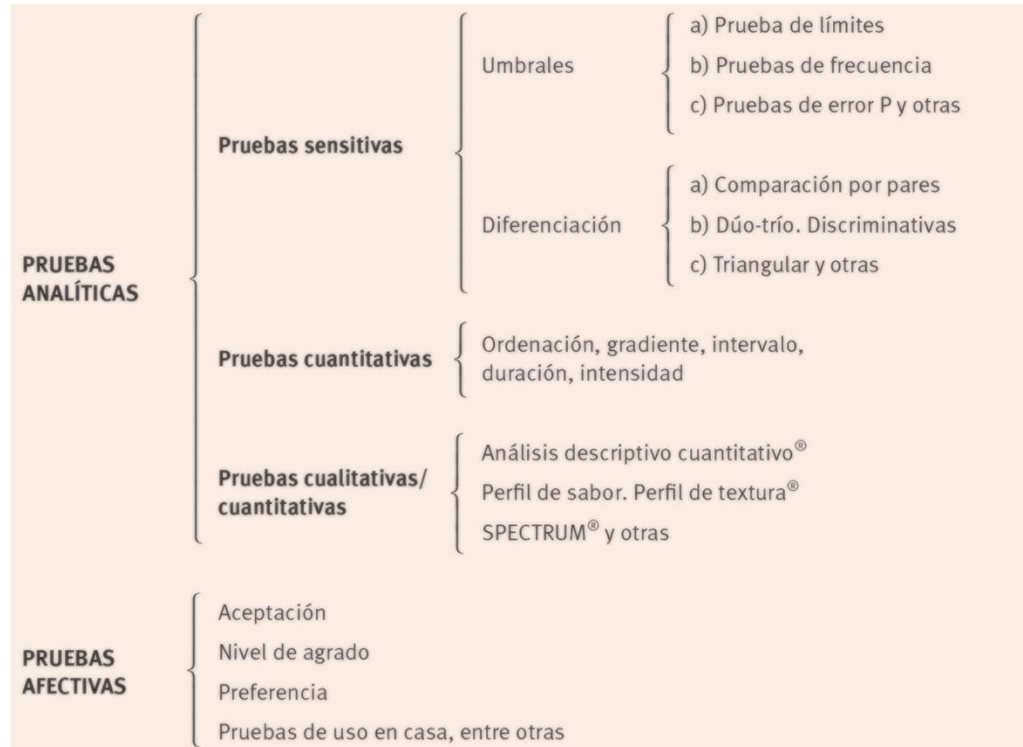 PRUEBAS
ANALÍTICAS
Pruebas sensitivas
Umbrales
a) Prueba de límites
b) Pruebas de frecuencia
c) Pruebas de error P y otras
Diferenciación
a) Comparación por pares
b) Dúo-trío. Discriminativas
c) Triangular y otras
Pruebas cuantitativas
Ordenación, gradiente, intervalo,
duración, intensidad
Pruebas cualitativas/
cuantitativas
Análisis descriptivo cuantitativo®
Perfil de sabor. Perfil de textura®
SPECTRUM® y otras
PRUEBAS
AFECTIVAS
Aceptación
Nivel de agrado
Preferencia
Pruebas de uso en casa, entre otras